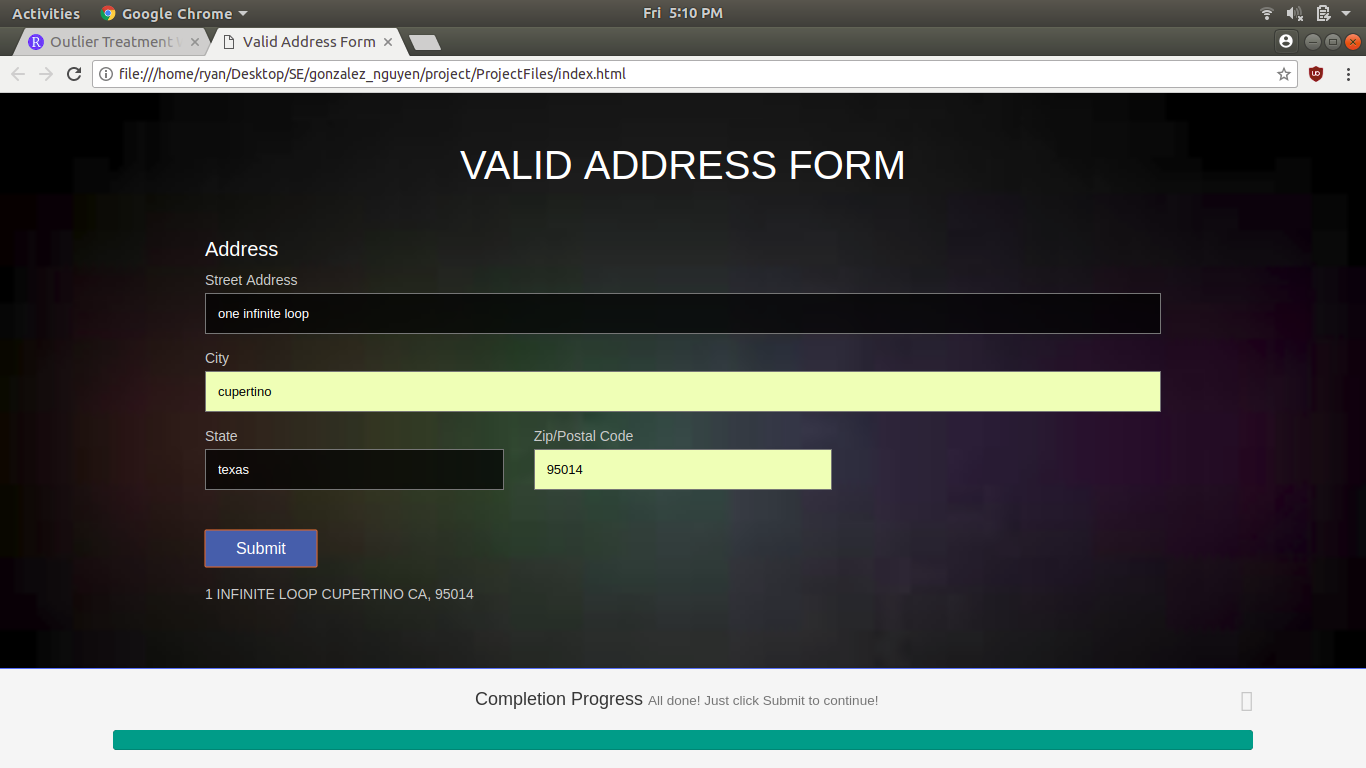 Activities Google Chrome Fri 5:10 PM
Outlier Treatment Valid Address Form
file:///home/ryan/Desktop/SE/gonzalez_nguyen/project/ProjectFiles/index.html
VALID ADDRESS FORM
Address
Street Address
one infinite loop
City
cupertino
State Zip/Postal Code
texas 95014
Submit
1 INFINITE LOOP CUPERTINO CA, 95014
Completion Progress All done! Just click Submit to continue!